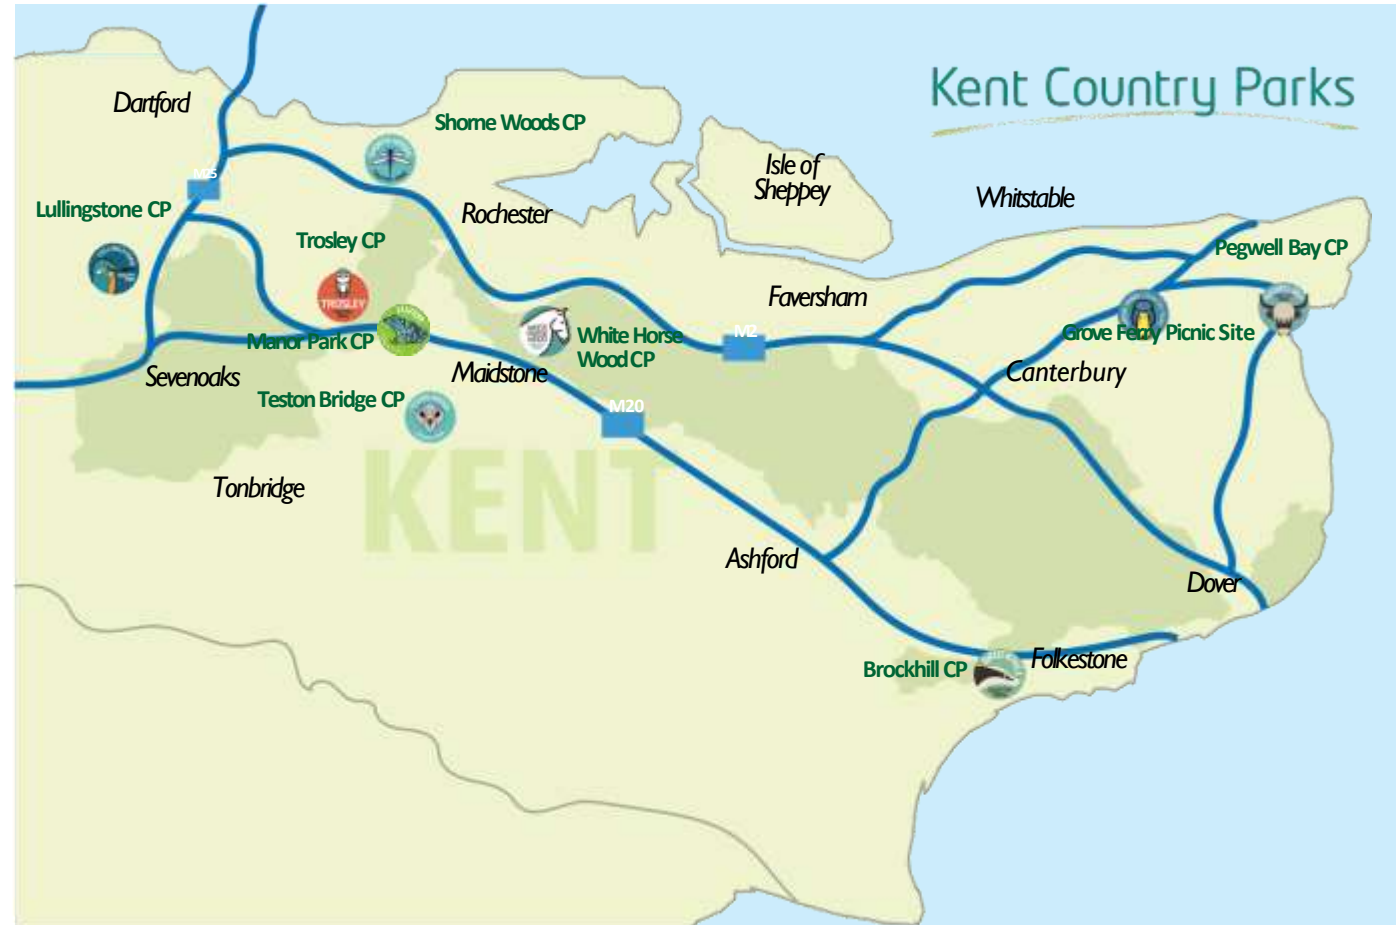 Kent Country Parks
Dartford
Shorne Woods CP
Isle of
Sheppey
M25
Whitstable
Lullingstone CP
Rochester
Trosley CP
Pegwell Bay CP
Faversham
TROSLEY
M2
Manor Park CP
White Horse
Wood CP
Grove Ferry Picnic Site
Sevenoaks
Maidstone
Canterbury
Teston Bridge CP
M20
KENT
Tonbridge
Ashford
Dover
Brockhill CP
Folkestone